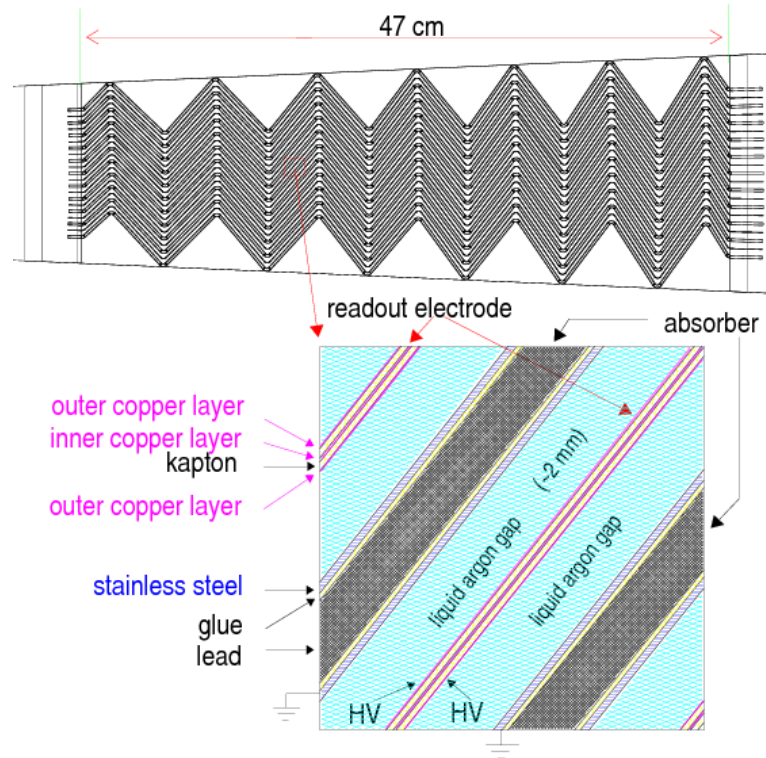 47 cm
readout electrode
absorber
outer copper layer
inner copper layer
kapton
outer copper layer
(~2 mm)
liquid argon gap
liquid argon gap
stainless steel
glue
lead
HV
HV